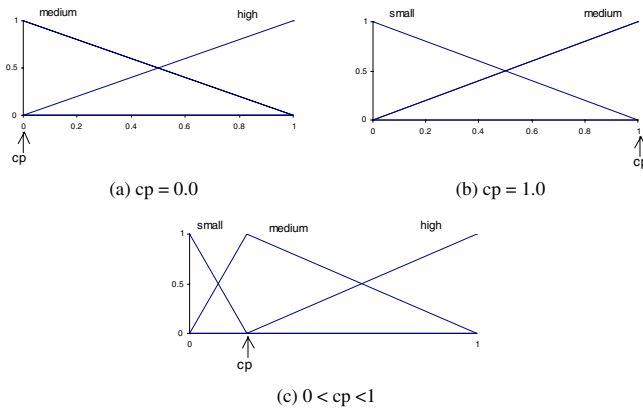 medium high
1
0.5
0
0 0.2 0.4 0.6 0.8 1
cp
(a) cp = 0.0
small medium
1
0.5
0
0 0.2 0.4 0.6 0.8 1
cp
(b) cp = 1.0
small medium high
1
0.5
0
0 1
cp
(c) 0 < cp <1